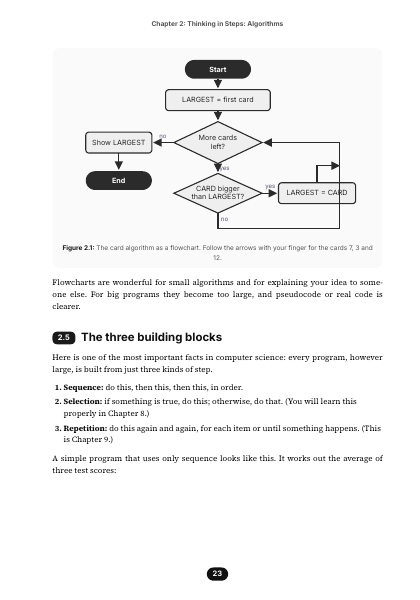 Chapter 2: Thinking in Steps: Algorithms
Start
LARGEST = first card
More cards
left?
no
Show LARGEST
End
yes
CARD bigger
than LARGEST?
yes
LARGEST = CARD
no
Figure 2.1: The card algorithm as a flowchart. Follow the arrows with your finger for the cards 7, 3 and
12.
Flowcharts are wonderful for small algorithms and for explaining your idea to some-
one else. For big programs they become too large, and pseudocode or real code is
clearer.
2.5 The three building blocks
Here is one of the most important facts in computer science: every program, however
large, is built from just three kinds of step.
1. Sequence: do this, then this, then this, in order.
2. Selection: if something is true, do this; otherwise, do that. (You will learn this
properly in Chapter 8.)
3. Repetition: do this again and again, for each item or until something happens. (This
is Chapter 9.)
A simple program that uses only sequence looks like this. It works out the average of
three test scores:
23